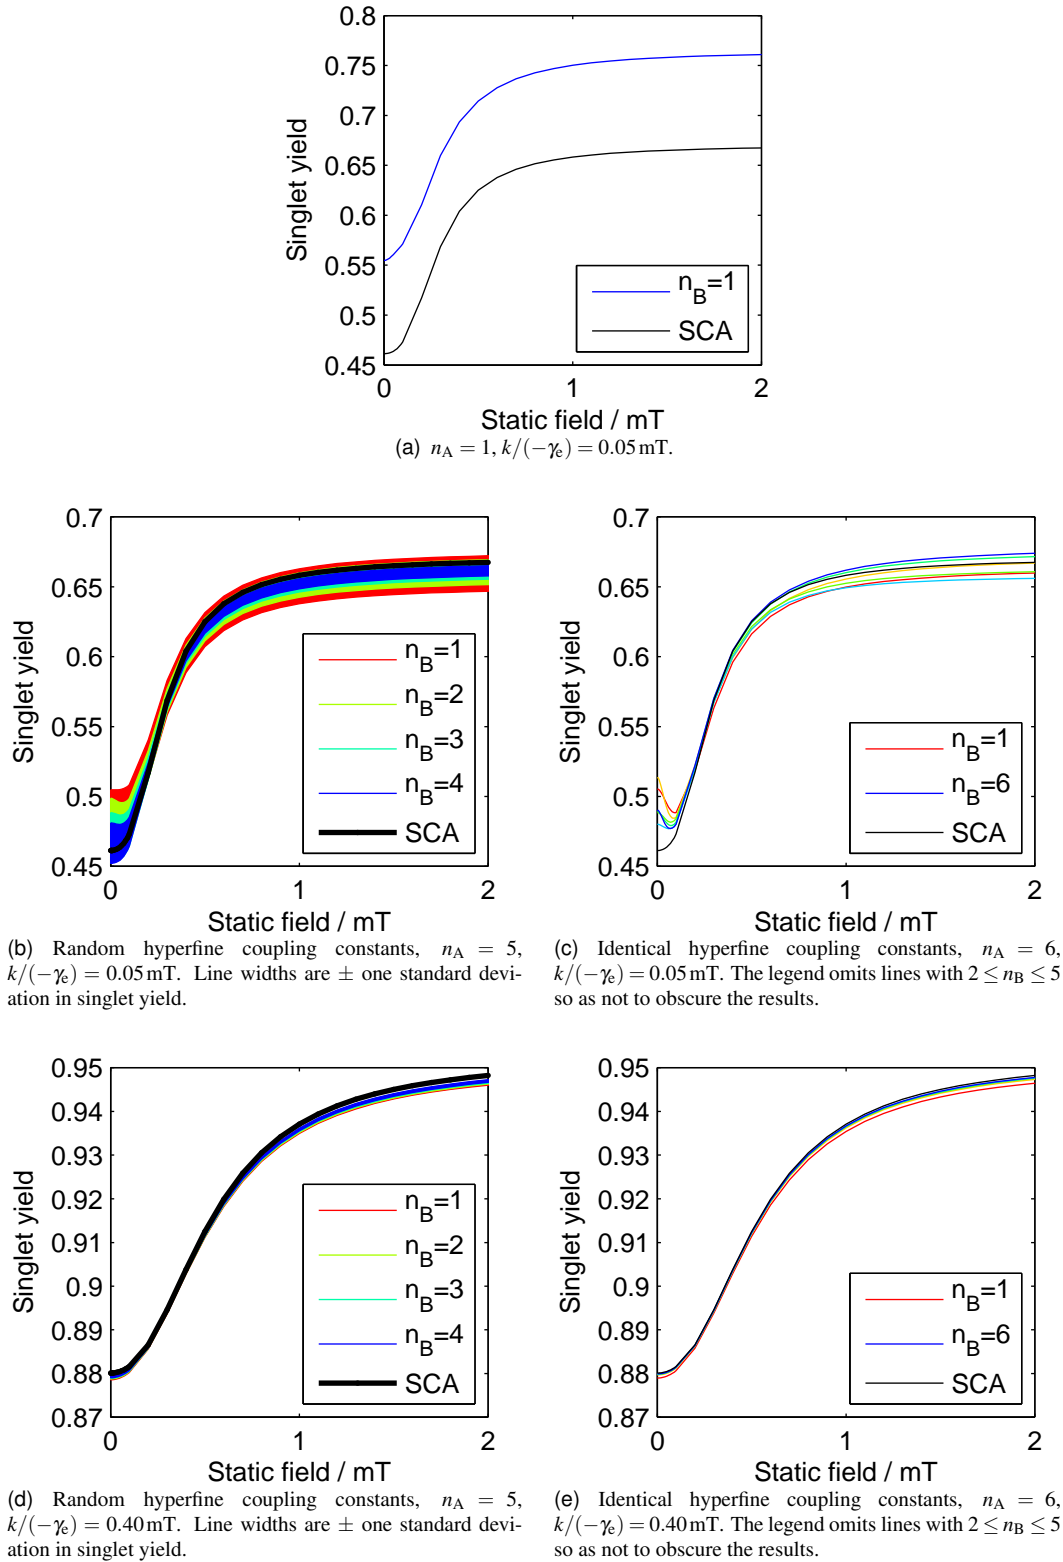 0.8
0.75
0.7
0.65
0.6
0.55
0.5
0.45
Singlet yield
n_B=1
SCA
0 1 2
Static field / mT
(a) n_A = 1, k/(−γ_e) = 0.05 mT.
0.7
0.65
0.6
0.55
0.5
0.45
Singlet yield
n_B=1
n_B=2
n_B=3
n_B=4
SCA
0 1 2
Static field / mT
(b) Random hyperfine coupling constants, n_A = 5,
k/(−γ_e) = 0.05 mT. Line widths are ± one standard devi-
ation in singlet yield.
0.7
0.65
0.6
0.55
0.5
0.45
Singlet yield
n_B=1
n_B=6
SCA
0 1 2
Static field / mT
(c) Identical hyperfine coupling constants, n_A = 6,
k/(−γ_e) = 0.05 mT. The legend omits lines with 2 ≤ n_B ≤ 5
so as not to obscure the results.
0.95
0.94
0.93
0.92
0.91
0.9
0.89
0.88
0.87
Singlet yield
n_B=1
n_B=2
n_B=3
n_B=4
SCA
0 1 2
Static field / mT
(d) Random hyperfine coupling constants, n_A = 5,
k/(−γ_e) = 0.40 mT. Line widths are ± one standard devi-
ation in singlet yield.
0.95
0.94
0.93
0.92
0.91
0.9
0.89
0.88
0.87
Singlet yield
n_B=1
n_B=6
SCA
0 1 2
Static field / mT
(e) Identical hyperfine coupling constants, n_A = 6,
k/(−γ_e) = 0.40 mT. The legend omits lines with 2 ≤ n_B ≤ 5
so as not to obscure the results.